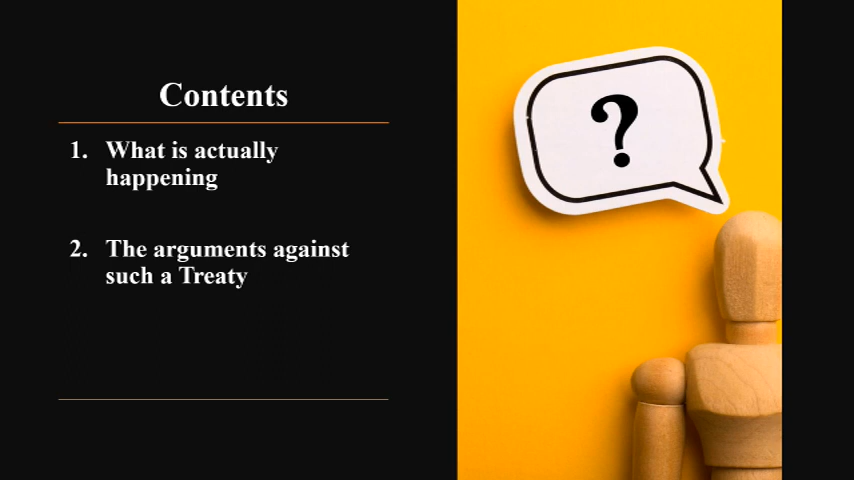 Contents
1. What is actually
happening
2. The arguments against
such a Treaty
?